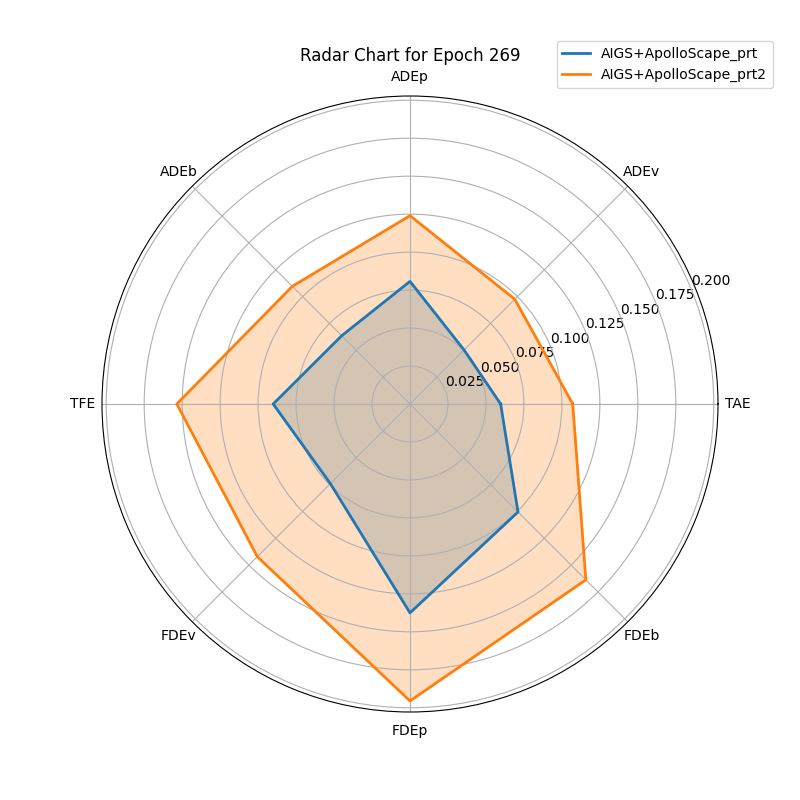 Radar Chart for Epoch 269
AIGS+ApolloScape_prt
AIGS+ApolloScape_prt2
ADEp
ADEb
ADEv
0.200
0.175
0.150
0.125
0.100
0.075
0.050
0.025
TFE
TAE
FDEv
FDEb
FDEp